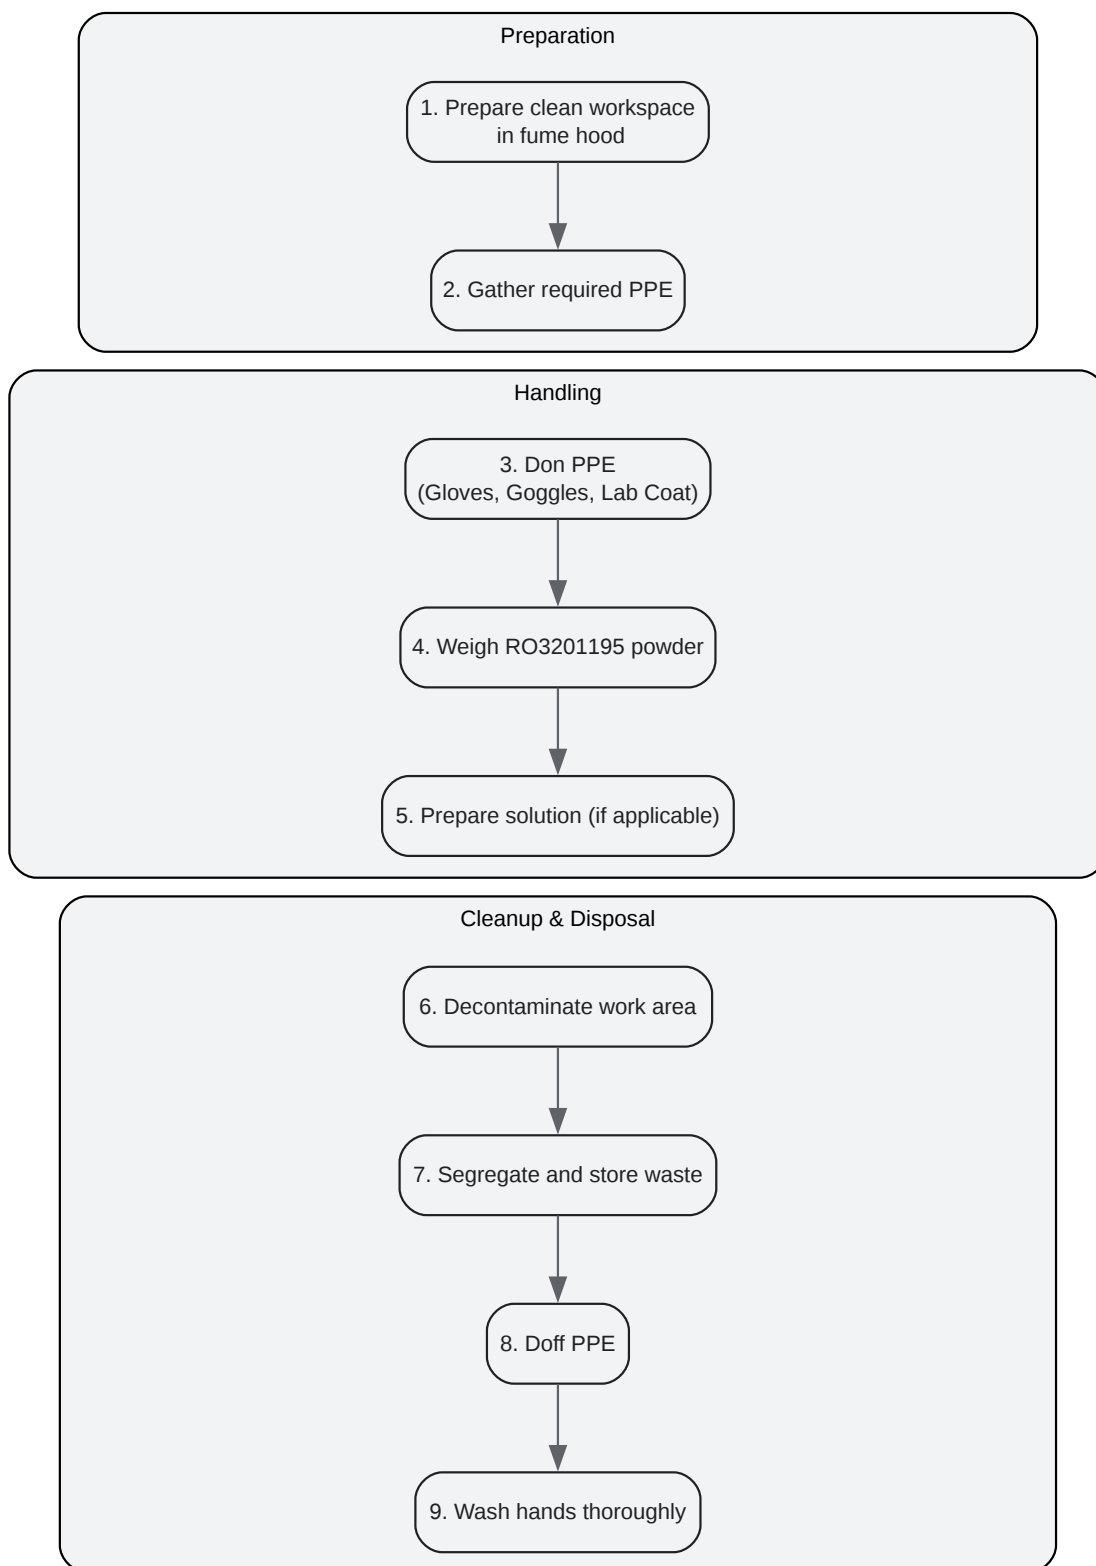 Preparation
1. Prepare clean workspace
in fume hood
2. Gather required PPE
Handling
3. Don PPE
(Gloves, Goggles, Lab Coat)
4. Weigh RO3201195 powder
5. Prepare solution (if applicable)
Cleanup & Disposal
6. Decontaminate work area
7. Segregate and store waste
8. Doff PPE
9. Wash hands thoroughly